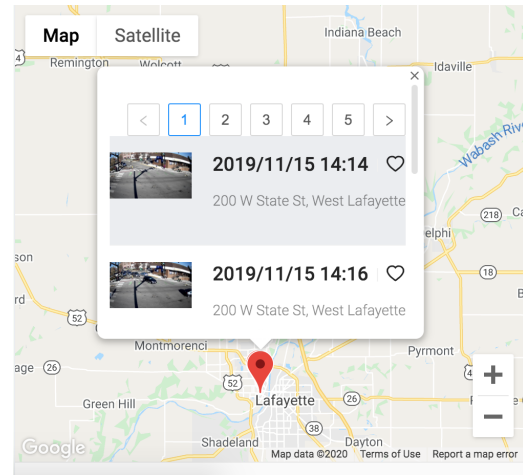 Map Satellite
Indiana Beach
Remington
Wolcott
Idaville
×
< 1 2 3 4 5 >
2019/11/15 14:14
200 W State St, West Lafayette
2019/11/15 14:16
200 W State St, West Lafayette
Wabash Riv
218
elphi
son
18
rd
52
Montmorenci
Pyrmont
age 26
52
+
Green Hill
Lafayette
26
−
38
Shadeland
Dayton
Google
Map data ©2020 Terms of Use Report a map error